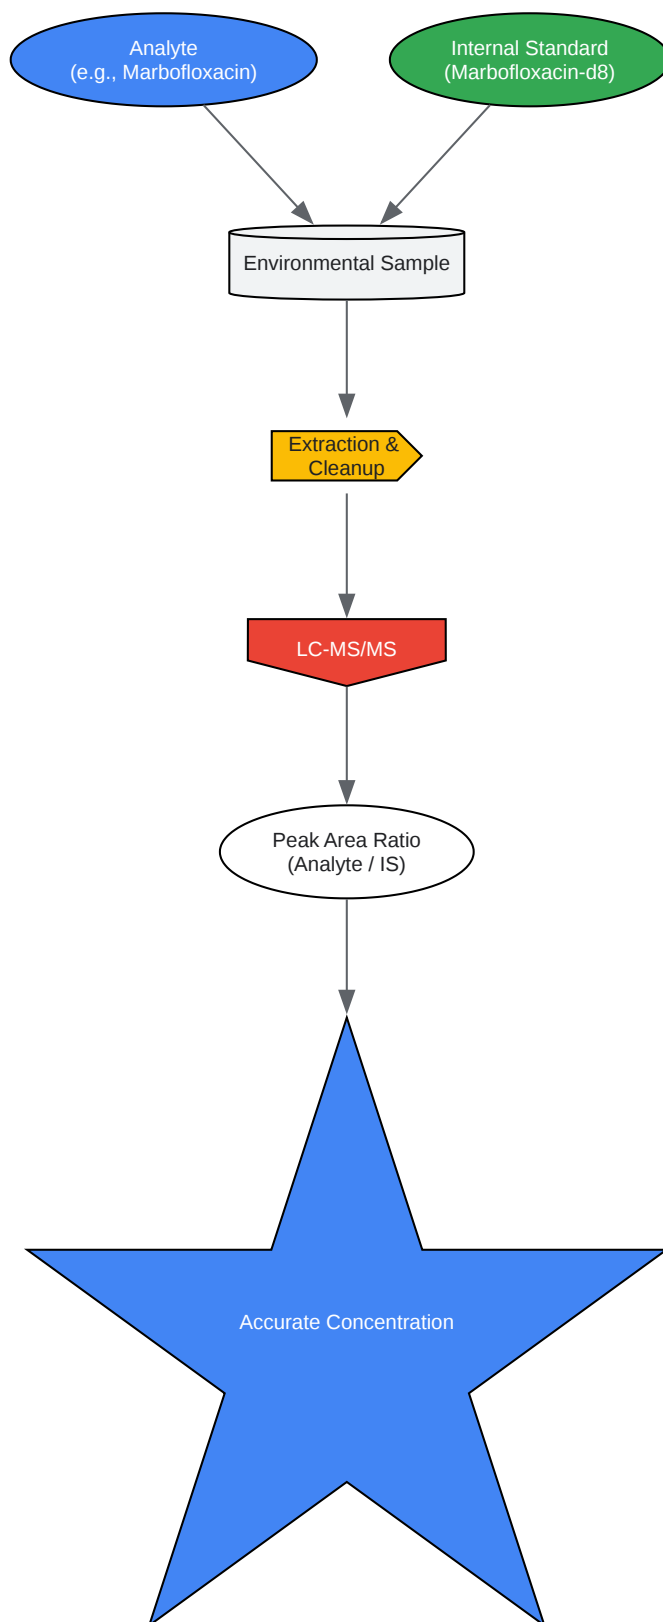 Analyte
(e.g., Marbofloxacin)
Internal Standard
(Marbofloxacin-d8)
Environmental Sample
Extraction &
Cleanup
LC-MS/MS
Peak Area Ratio
(Analyte / IS)
Accurate Concentration